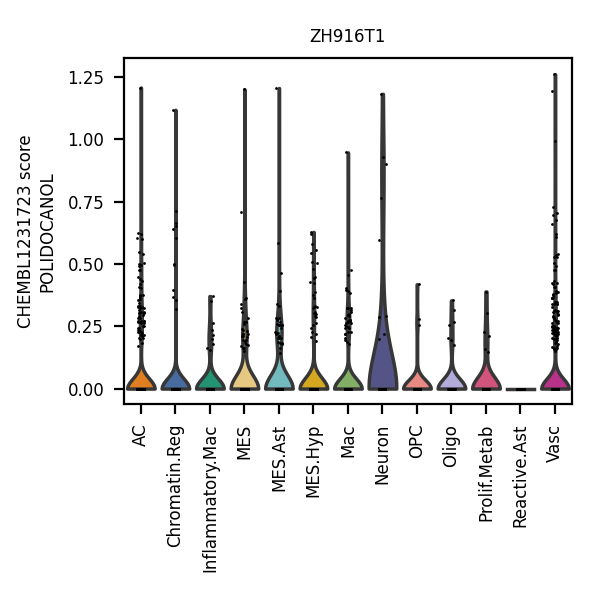 ZH916T1
CHEMBL1231723 score
POLIDOCANOL
1.25
1.00
0.75
0.50
0.25
0.00
AC
Chromatin.Reg
Inflammatory.Mac
MES
MES.Ast
MES.Hyp
Mac
Neuron
OPC
Oligo
Prolif.Metab
Reactive.Ast
Vasc